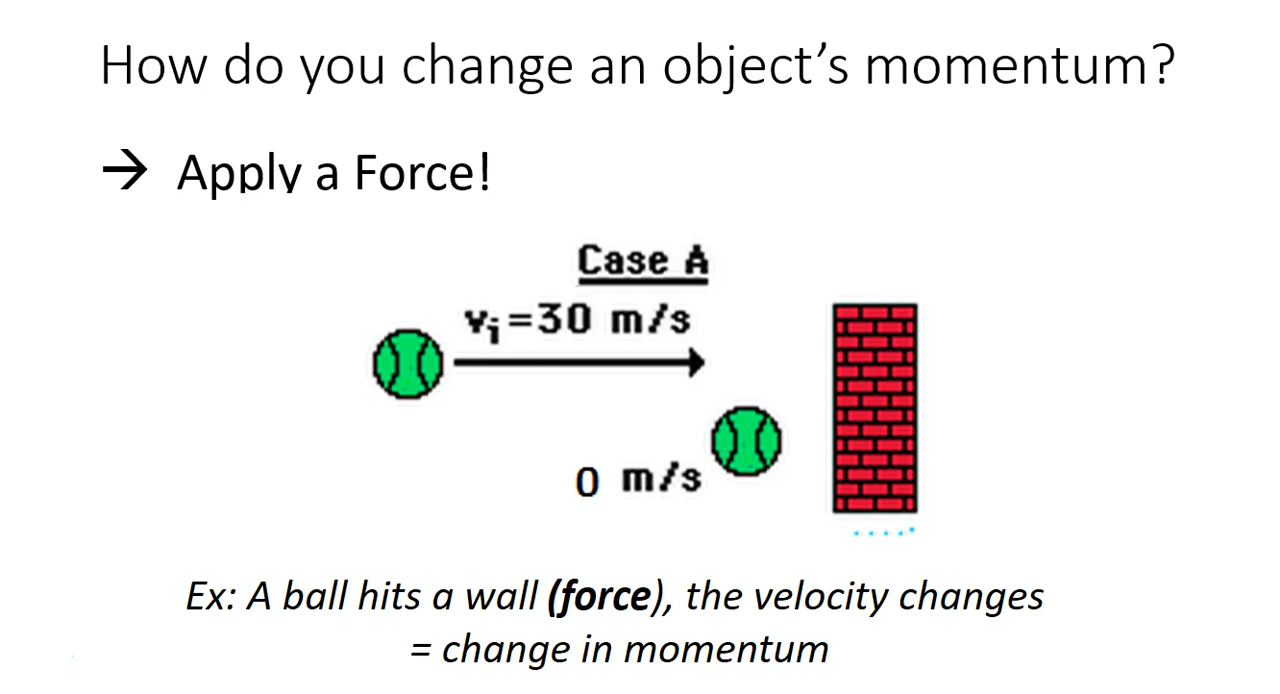 How do you change an object’s momentum?
→ Apply a Force!
Case A
vi=30 m/s
0 m/s
Ex: A ball hits a wall (force), the velocity changes
= change in momentum